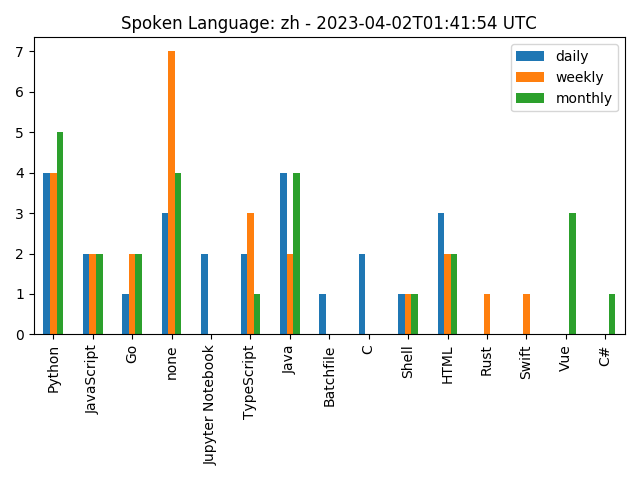 Spoken Language: zh - 2023-04-02T01:41:54 UTC
daily
weekly
monthly
7
6
5
4
3
2
1
0
Python
JavaScript
Go
none
Jupyter Notebook
TypeScript
Java
Batchfile
C
Shell
HTML
Rust
Swift
Vue
C#